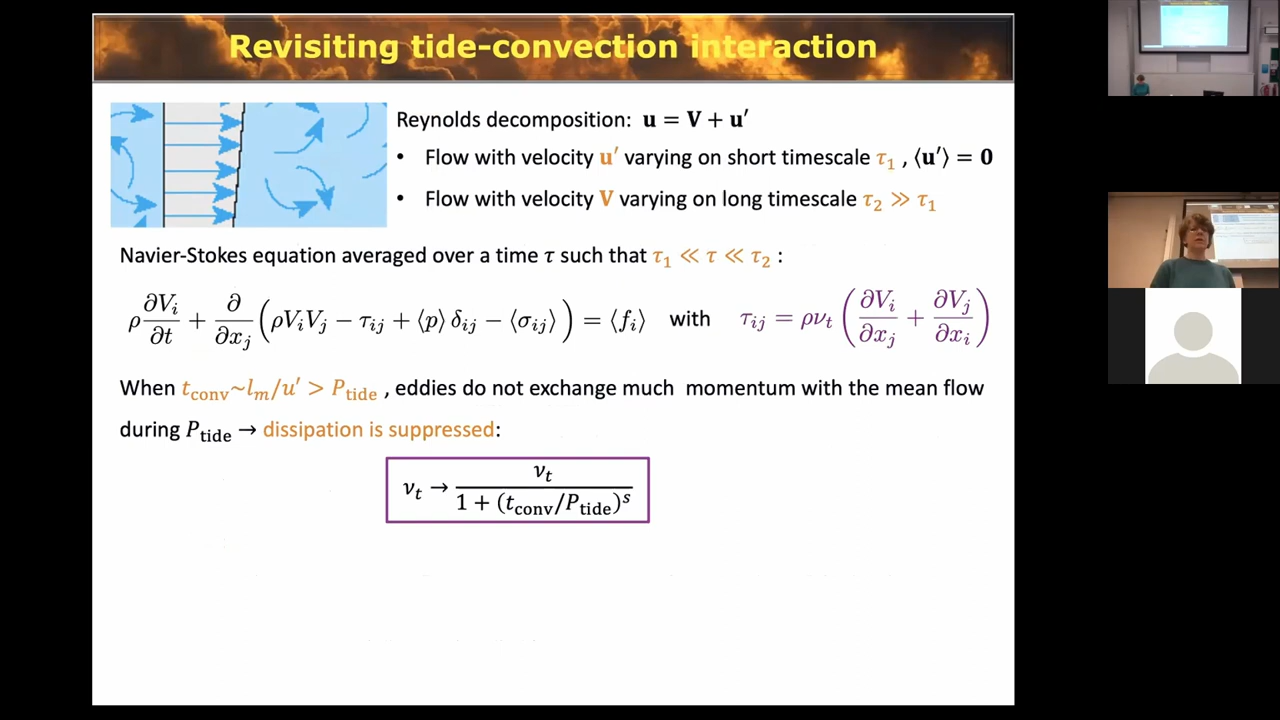 Revisiting tide-convection interaction
Reynolds decomposition: u = V + u′
• Flow with velocity u′ varying on short timescale τ₁ , ⟨u′⟩ = 0
• Flow with velocity V varying on long timescale τ₂ ≫ τ₁
Navier-Stokes equation averaged over a time τ such that τ₁ ≪ τ ≪ τ₂ :
ρ ∂Vᵢ/∂t + ∂/∂xⱼ (ρVᵢVⱼ − τᵢⱼ + ⟨p⟩ δᵢⱼ − ⟨σᵢⱼ⟩) = ⟨fᵢ⟩ with τᵢⱼ = ρνₜ (∂Vᵢ/∂xⱼ + ∂Vⱼ/∂xᵢ)
When t_conv~l_m/u′ > P_tide , eddies do not exchange much momentum with the mean flow
during P_tide → dissipation is suppressed:
νₜ → νₜ / 1 + (t_conv/P_tide)ˢ